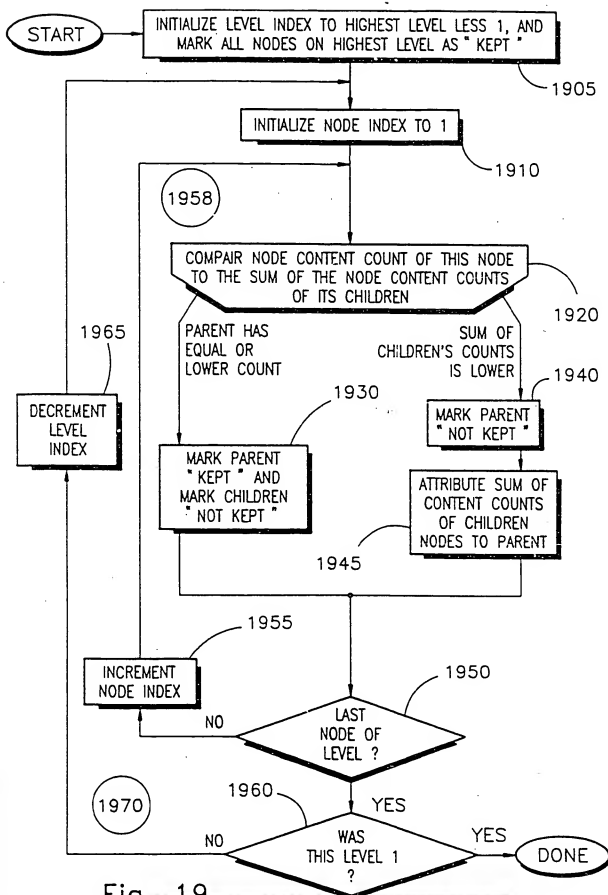 START
INITIALIZE LEVEL INDEX TO HIGHEST LEVEL LESS 1, AND
MARK ALL NODES ON HIGHEST LEVEL AS "KEPT"
1905
INITIALIZE NODE INDEX TO 1
1910
1958
COMPAIR NODE CONTENT COUNT OF THIS NODE
TO THE SUM OF THE NODE CONTENT COUNTS
OF ITS CHILDREN
1920
PARENT HAS
EQUAL OR
LOWER COUNT
SUM OF
CHILDREN'S COUNTS
IS LOWER
1965
DECREMENT
LEVEL
INDEX
1930
MARK PARENT
"KEPT" AND
MARK CHILDREN
"NOT KEPT"
1940
MARK PARENT
"NOT KEPT"
ATTRIBUTE SUM OF
CONTENT COUNTS
OF CHILDREN
NODES TO PARENT
1945
1955
INCREMENT
NODE INDEX
1950
LAST
NODE OF
LEVEL ?
NO
YES
1970
1960
WAS
THIS LEVEL 1
?
NO
YES
DONE
Fig. 19